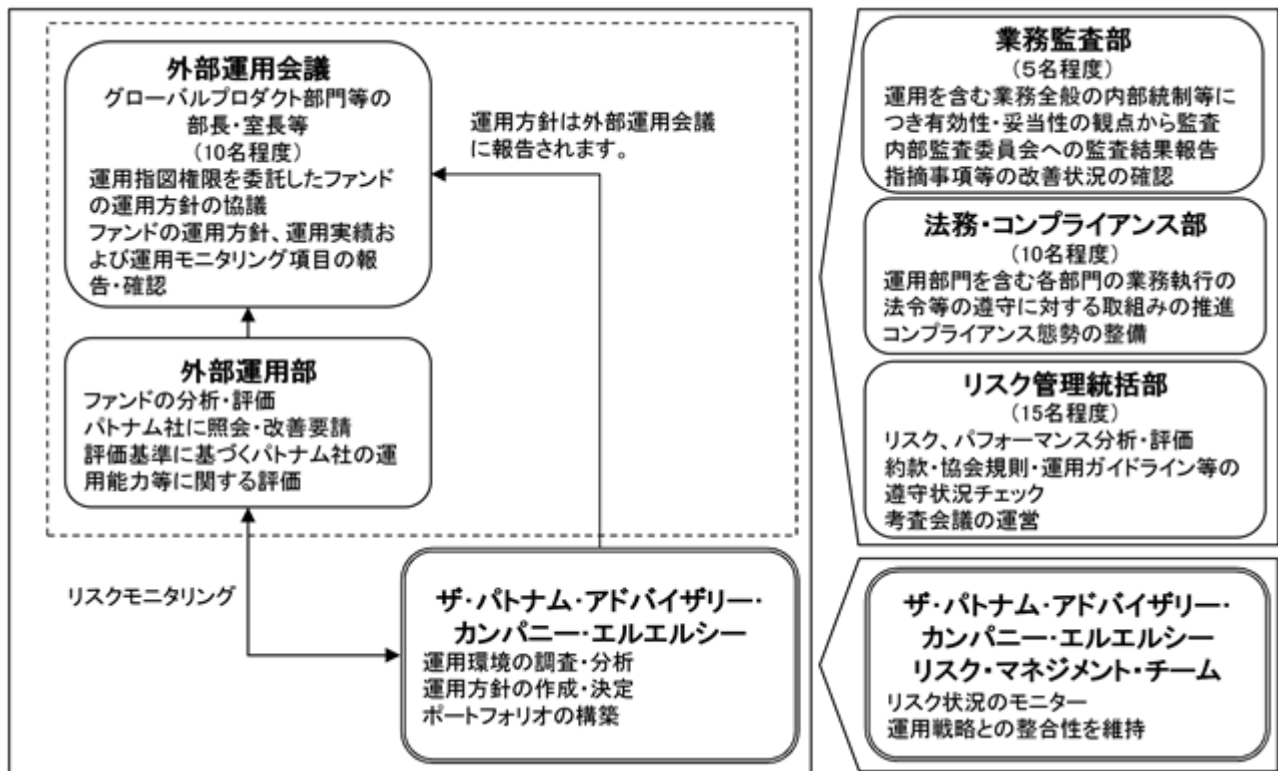 外部運用会議
グローバルプロダクト部門等の
部長・室長等
(10名程度)
運用指図権限を委託したファンド
の運用方針の協議
ファンドの運用方針、運用実績お
よび運用モニタリング項目の報
告・確認
運用方針は外部運用会議
に報告されます。
外部運用部
ファンドの分析・評価
パトナム社に照会・改善要請
評価基準に基づくパトナム社の運
用能力等に関する評価
リスクモニタリング
ザ・パトナム・アドバイザリー・
カンパニー・エルエルシー
運用環境の調査・分析
運用方針の作成・決定
ポートフォリオの構築
業務監査部
(5名程度)
運用を含む業務全般の内部統制等に
つき有効性・妥当性の観点から監査
内部監査委員会への監査結果報告
指摘事項等の改善状況の確認
法務・コンプライアンス部
(10名程度)
運用部門を含む各部門の業務執行の
法令等の遵守に対する取組みの推進
コンプライアンス態勢の整備
リスク管理統括部
(15名程度)
リスク、パフォーマンス分析・評価
約款・協会規則・運用ガイドライン等の
遵守状況チェック
考査会議の運営
ザ・パトナム・アドバイザリー・
カンパニー・エルエルシー
リスク・マネジメント・チーム
リスク状況のモニター
運用戦略との整合性を維持